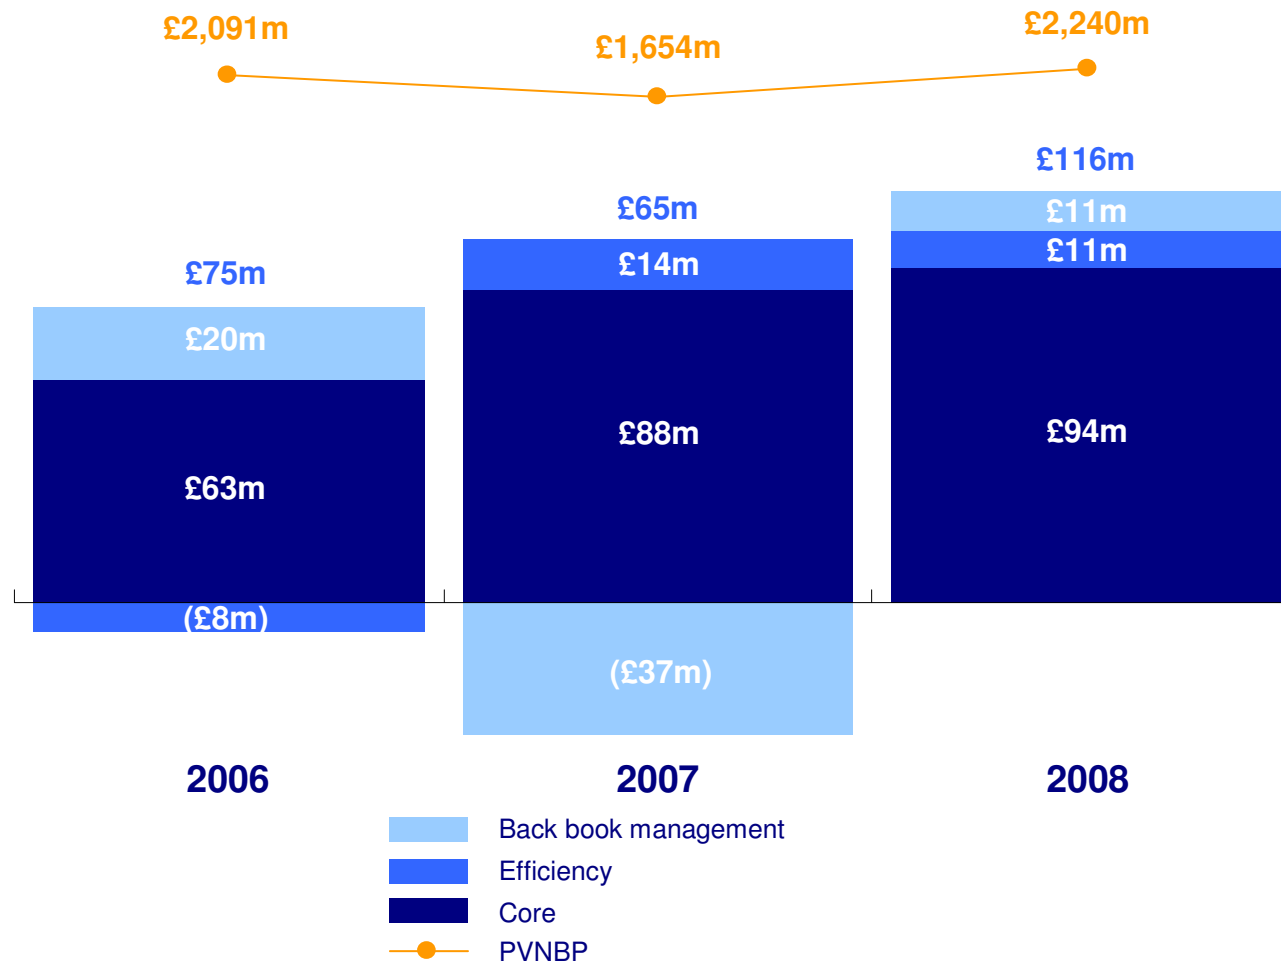 £2,091m
£1,654m
£2,240m
£75m
£65m
£116m
£20m
£63m
(£8m)
£14m
£88m
(£37m)
£11m
£11m
£94m
2006
2007
2008
Back book management
Efficiency
Core
PVNBP